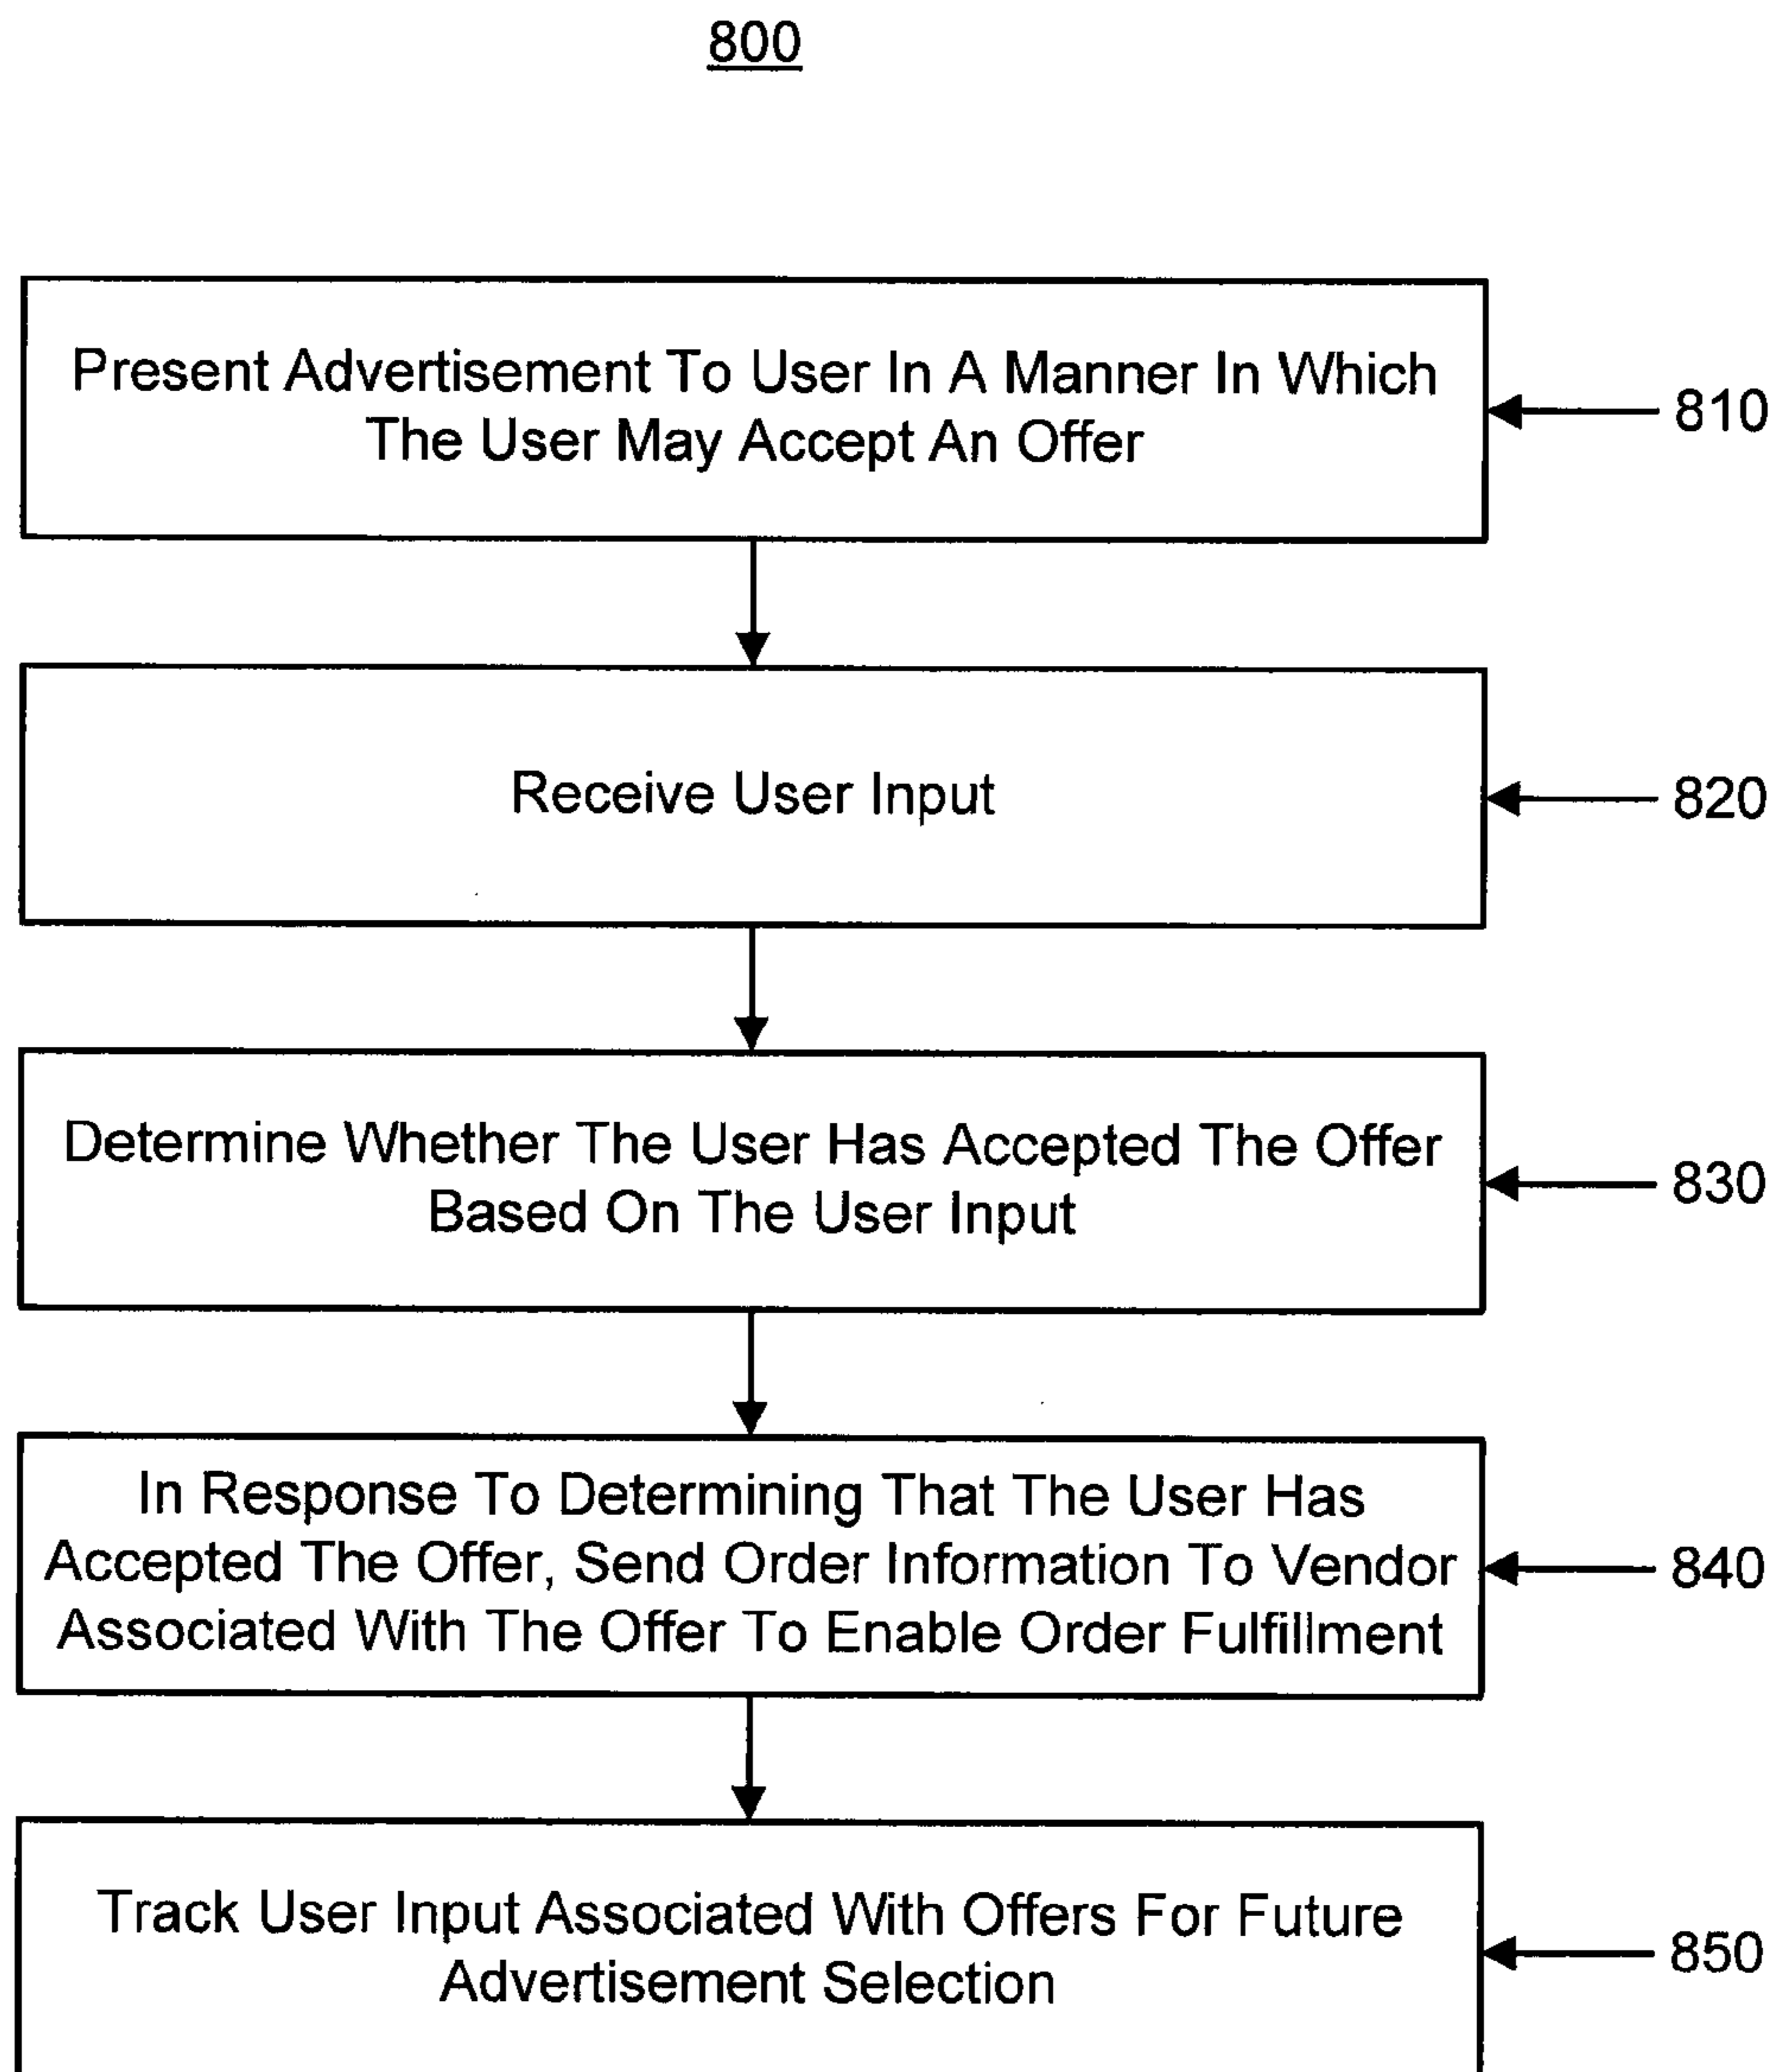 800
Present Advertisement To User In A Manner In Which
The User May Accept An Offer
810
Receive User Input
820
Determine Whether The User Has Accepted The Offer
Based On The User Input
830
In Response To Determining That The User Has
Accepted The Offer, Send Order Information To Vendor
Associated With The Offer To Enable Order Fulfillment
840
Track User Input Associated With Offers For Future
Advertisement Selection
850